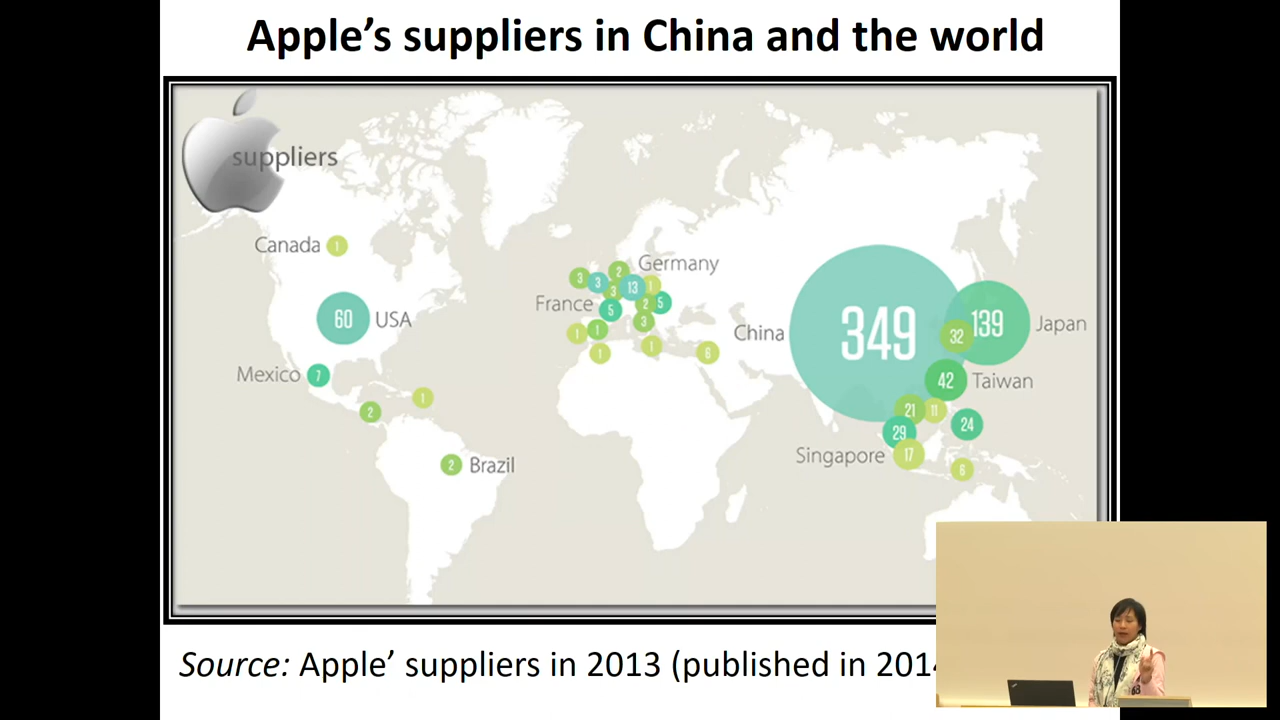 Apple’s suppliers in China and the world
suppliers
Canada 1
3 3 2 Germany
3 13 1
France 5 2 5
60 USA
3
1 1
1 1 8
China 349 139 Japan
32
Mexico 7
42 Taiwan
2 1
21 11
29 24
Singapore 17
2 Brazil
6
Source: Apple’ suppliers in 2013 (published in 201